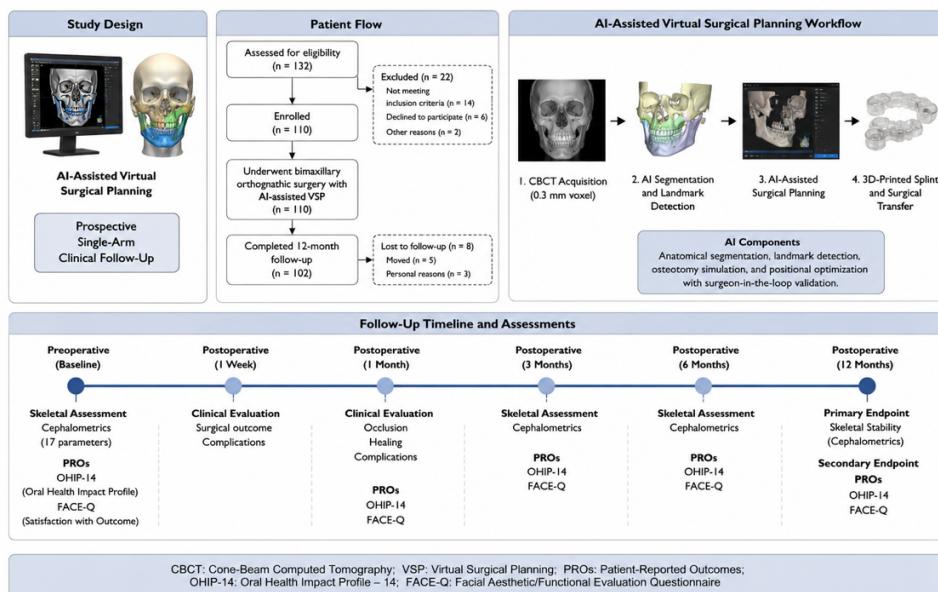 Study Design
AI-Assisted Virtual
Surgical Planning
Prospective
Single-Arm
Clinical Follow-Up
Patient Flow
Assessed for eligibility
(n = 132)
Excluded (n = 22)
Not meeting
inclusion criteria (n = 14)
Declined to participate (n = 6)
Other reasons (n = 2)
Enrolled
(n = 110)
Underwent bimaxillary
orthognathic surgery with
AI-assisted VSP
(n = 110)
Completed 12-month
follow-up
(n = 102)
Lost to follow-up (n = 8)
Moved (n = 5)
Personal reasons (n = 3)
AI-Assisted Virtual Surgical Planning Workflow
1. CBCT Acquisition
(0.3 mm voxel)
2. AI Segmentation
and Landmark
Detection
3. AI-Assisted
Surgical Planning
4. 3D-Printed Splint
and Surgical
Transfer
AI Components
Anatomical segmentation, landmark detection,
osteotomy simulation, and positional optimization
with surgeon-in-the-loop validation.
Follow-Up Timeline and Assessments
Preoperative
(Baseline)
Skeletal Assessment
Cephalometrics
(17 parameters)
PROs
OHIP-14
(Oral Health Impact Profile)
FACE-Q
(Satisfaction with Outcome)
Postoperative
(1 Week)
Clinical Evaluation
Surgical outcome
Complications
Postoperative
(1 Month)
Clinical Evaluation
Occlusion
Healing
Complications
PROs
OHIP-14
FACE-Q
Postoperative
(3 Months)
Skeletal Assessment
Cephalometrics
PROs
OHIP-14
FACE-Q
Postoperative
(6 Months)
Skeletal Assessment
Cephalometrics
PROs
OHIP-14
FACE-Q
Postoperative
(12 Months)
Primary Endpoint
Skeletal Stability
(Cephalometrics)
Secondary Endpoint
PROs
OHIP-14
FACE-Q
CBCT: Cone-Beam Computed Tomography; VSP: Virtual Surgical Planning; PROs: Patient-Reported Outcomes;
OHIP-14: Oral Health Impact Profile – 14; FACE-Q: Facial Aesthetic/Functional Evaluation Questionnaire